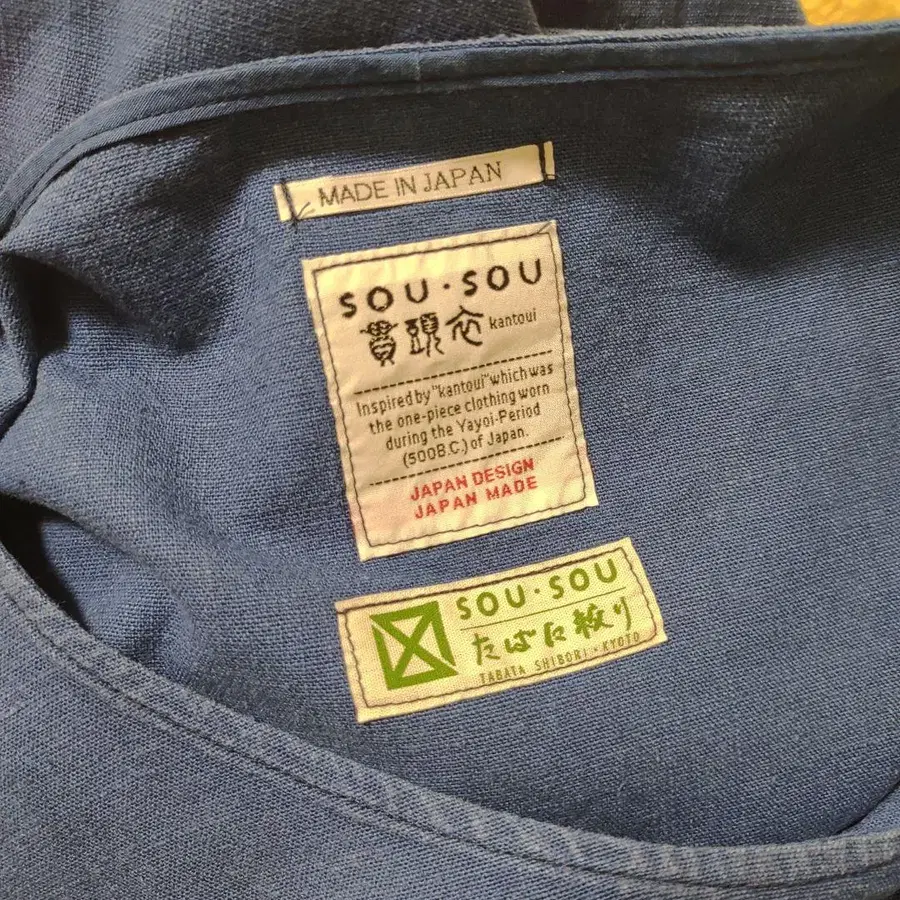 MADE IN JAPAN
SOU・SOU
貫頭衣 kantoui
Inspired by "kantoui" which was
the one-piece clothing worn
during the Yayoi-Period
(500B.C.) of Japan.
JAPAN DESIGN
JAPAN MADE
SOU・SOU
たばた絞り
TABATA SHIBORI・KYOTO